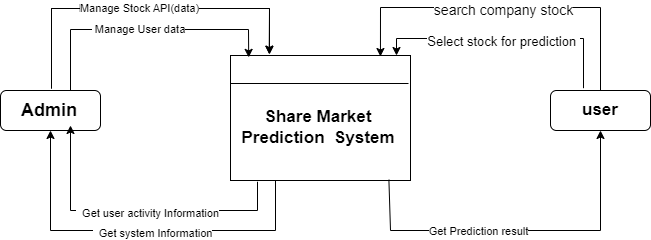 Manage Stock API(data)
search company stock
Manage User data
Select stock for prediction
Admin
Share Market
Prediction System
user
Get user activity Information
Get system Information
Get Prediction result